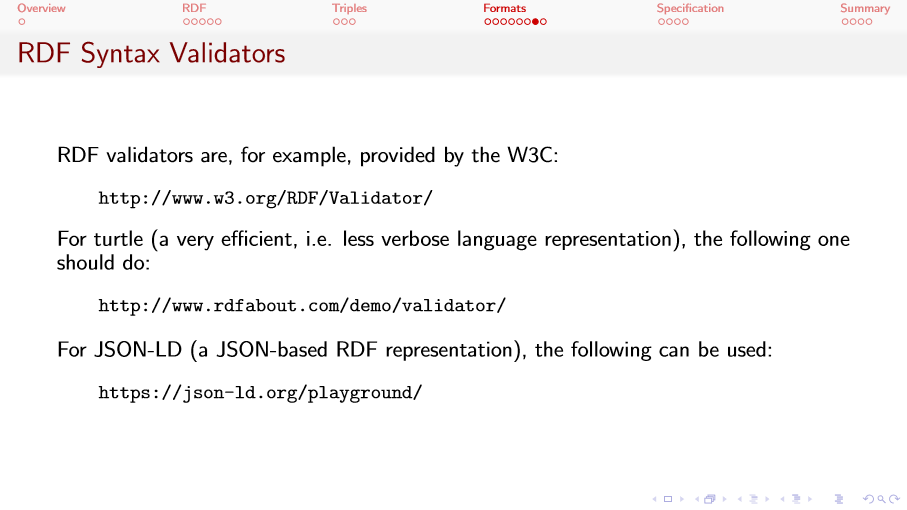 Overview RDF Triples Formats Specification Summary
RDF Syntax Validators
RDF validators are, for example, provided by the W3C:
http://www.w3.org/RDF/Validator/
For turtle (a very efficient, i.e. less verbose language representation), the following one
should do:
http://www.rdfabout.com/demo/validator/
For JSON-LD (a JSON-based RDF representation), the following can be used:
https://json-ld.org/playground/